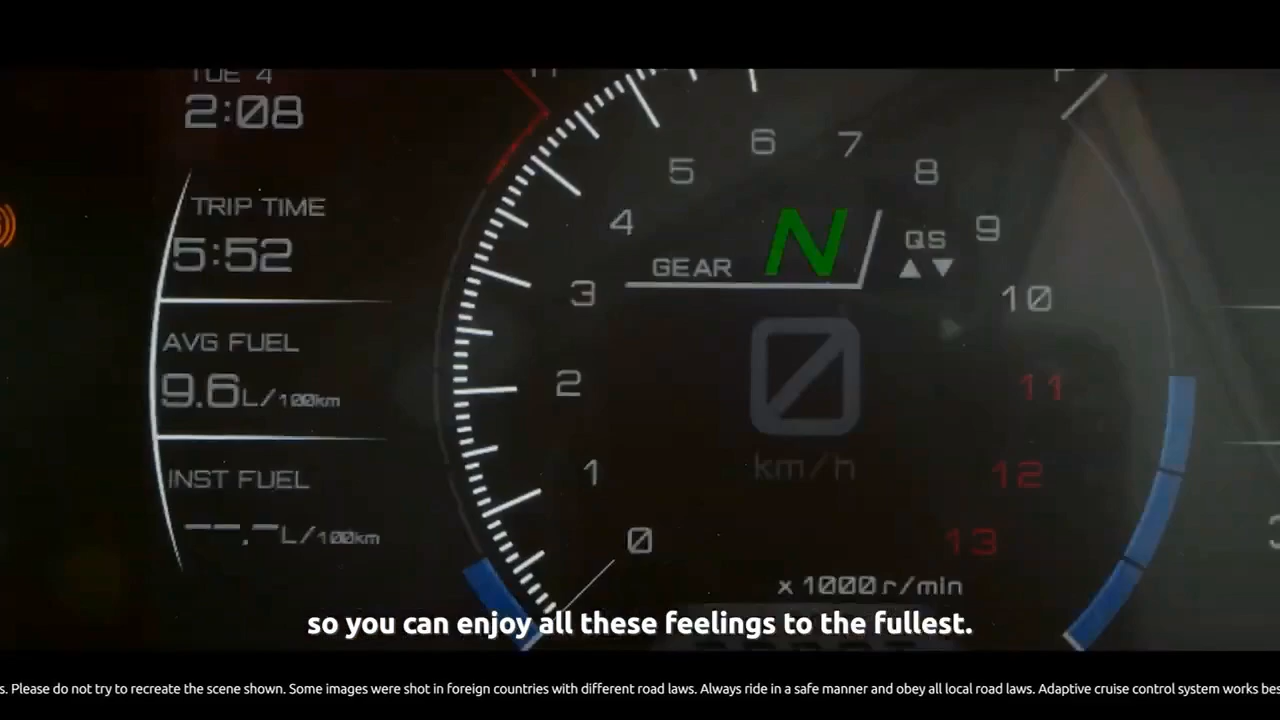 TUE 4
2:08
TRIP TIME
5:52
AVG FUEL
9.6L/100km
INST FUEL
--.-L/100km
H
F
0
1
2
3
4
5
6
7
8
9
10
11
12
13
GEAR N
QS
0
km/h
x 1000 r/min
so you can enjoy all these feelings to the fullest.
s. Please do not try to recreate the scene shown. Some images were shot in foreign countries with different road laws. Always ride in a safe manner and obey all local road laws. Adaptive cruise control system works bes